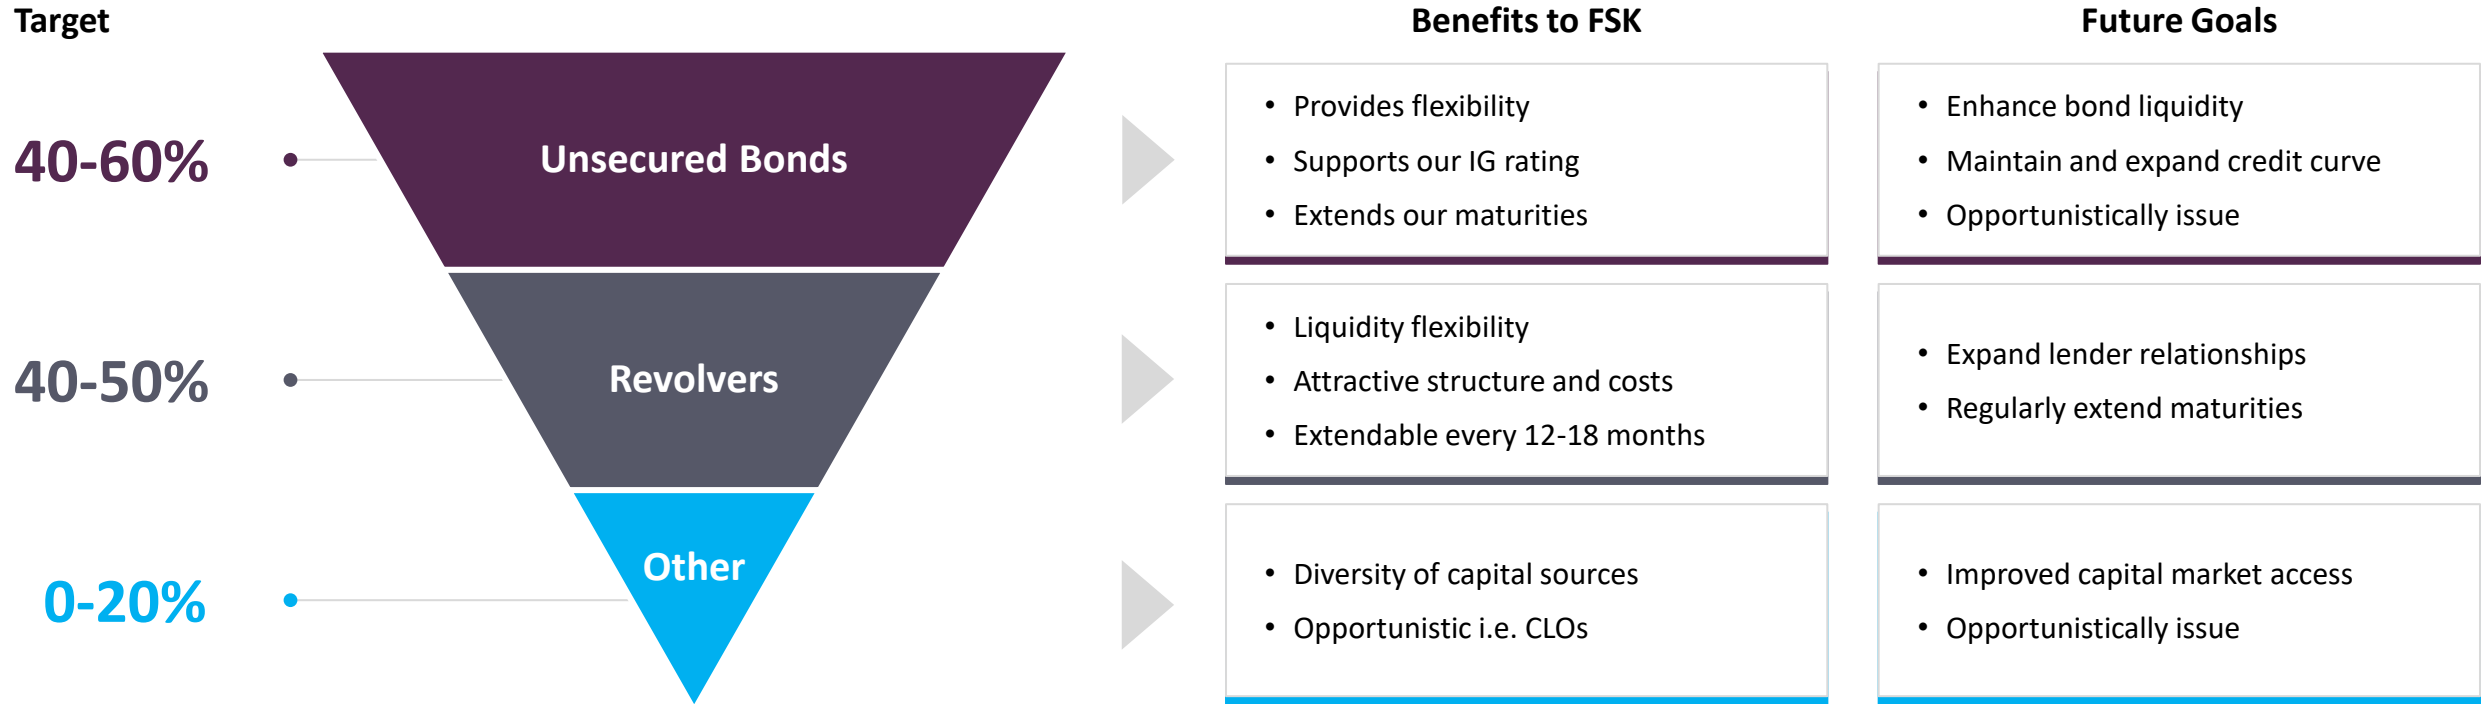 Target
Benefits to FSK
Future Goals
40-60%
Unsecured Bonds
• Provides flexibility
• Supports our IG rating
• Extends our maturities
• Enhance bond liquidity
• Maintain and expand credit curve
• Opportunistically issue
40-50%
Revolvers
• Liquidity flexibility
• Attractive structure and costs
• Extendable every 12-18 months
• Expand lender relationships
• Regularly extend maturities
0-20%
Other
• Diversity of capital sources
• Opportunistic i.e. CLOs
• Improved capital market access
• Opportunistically issue